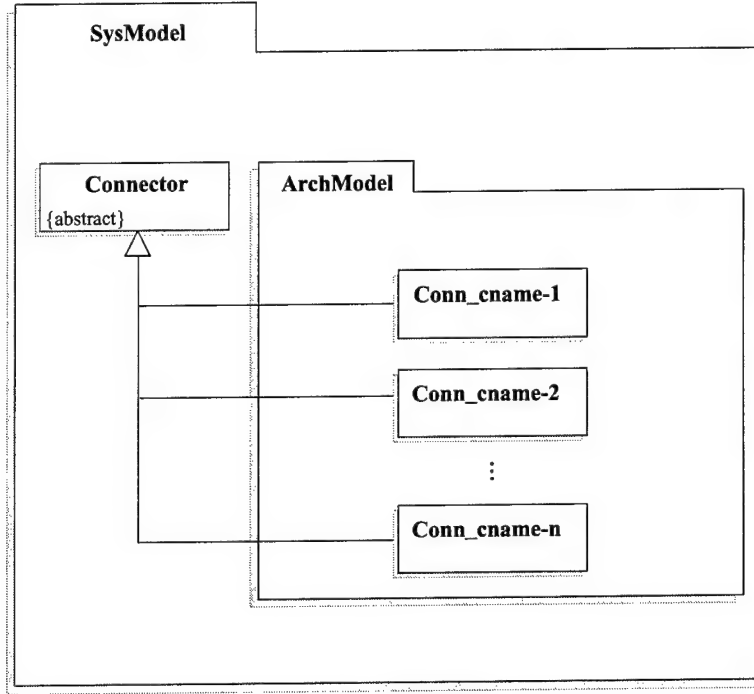 SysModel
Connector
{abstract}
ArchModel
Conn_cname-1
Conn_cname-2
⋮
Conn_cname-n